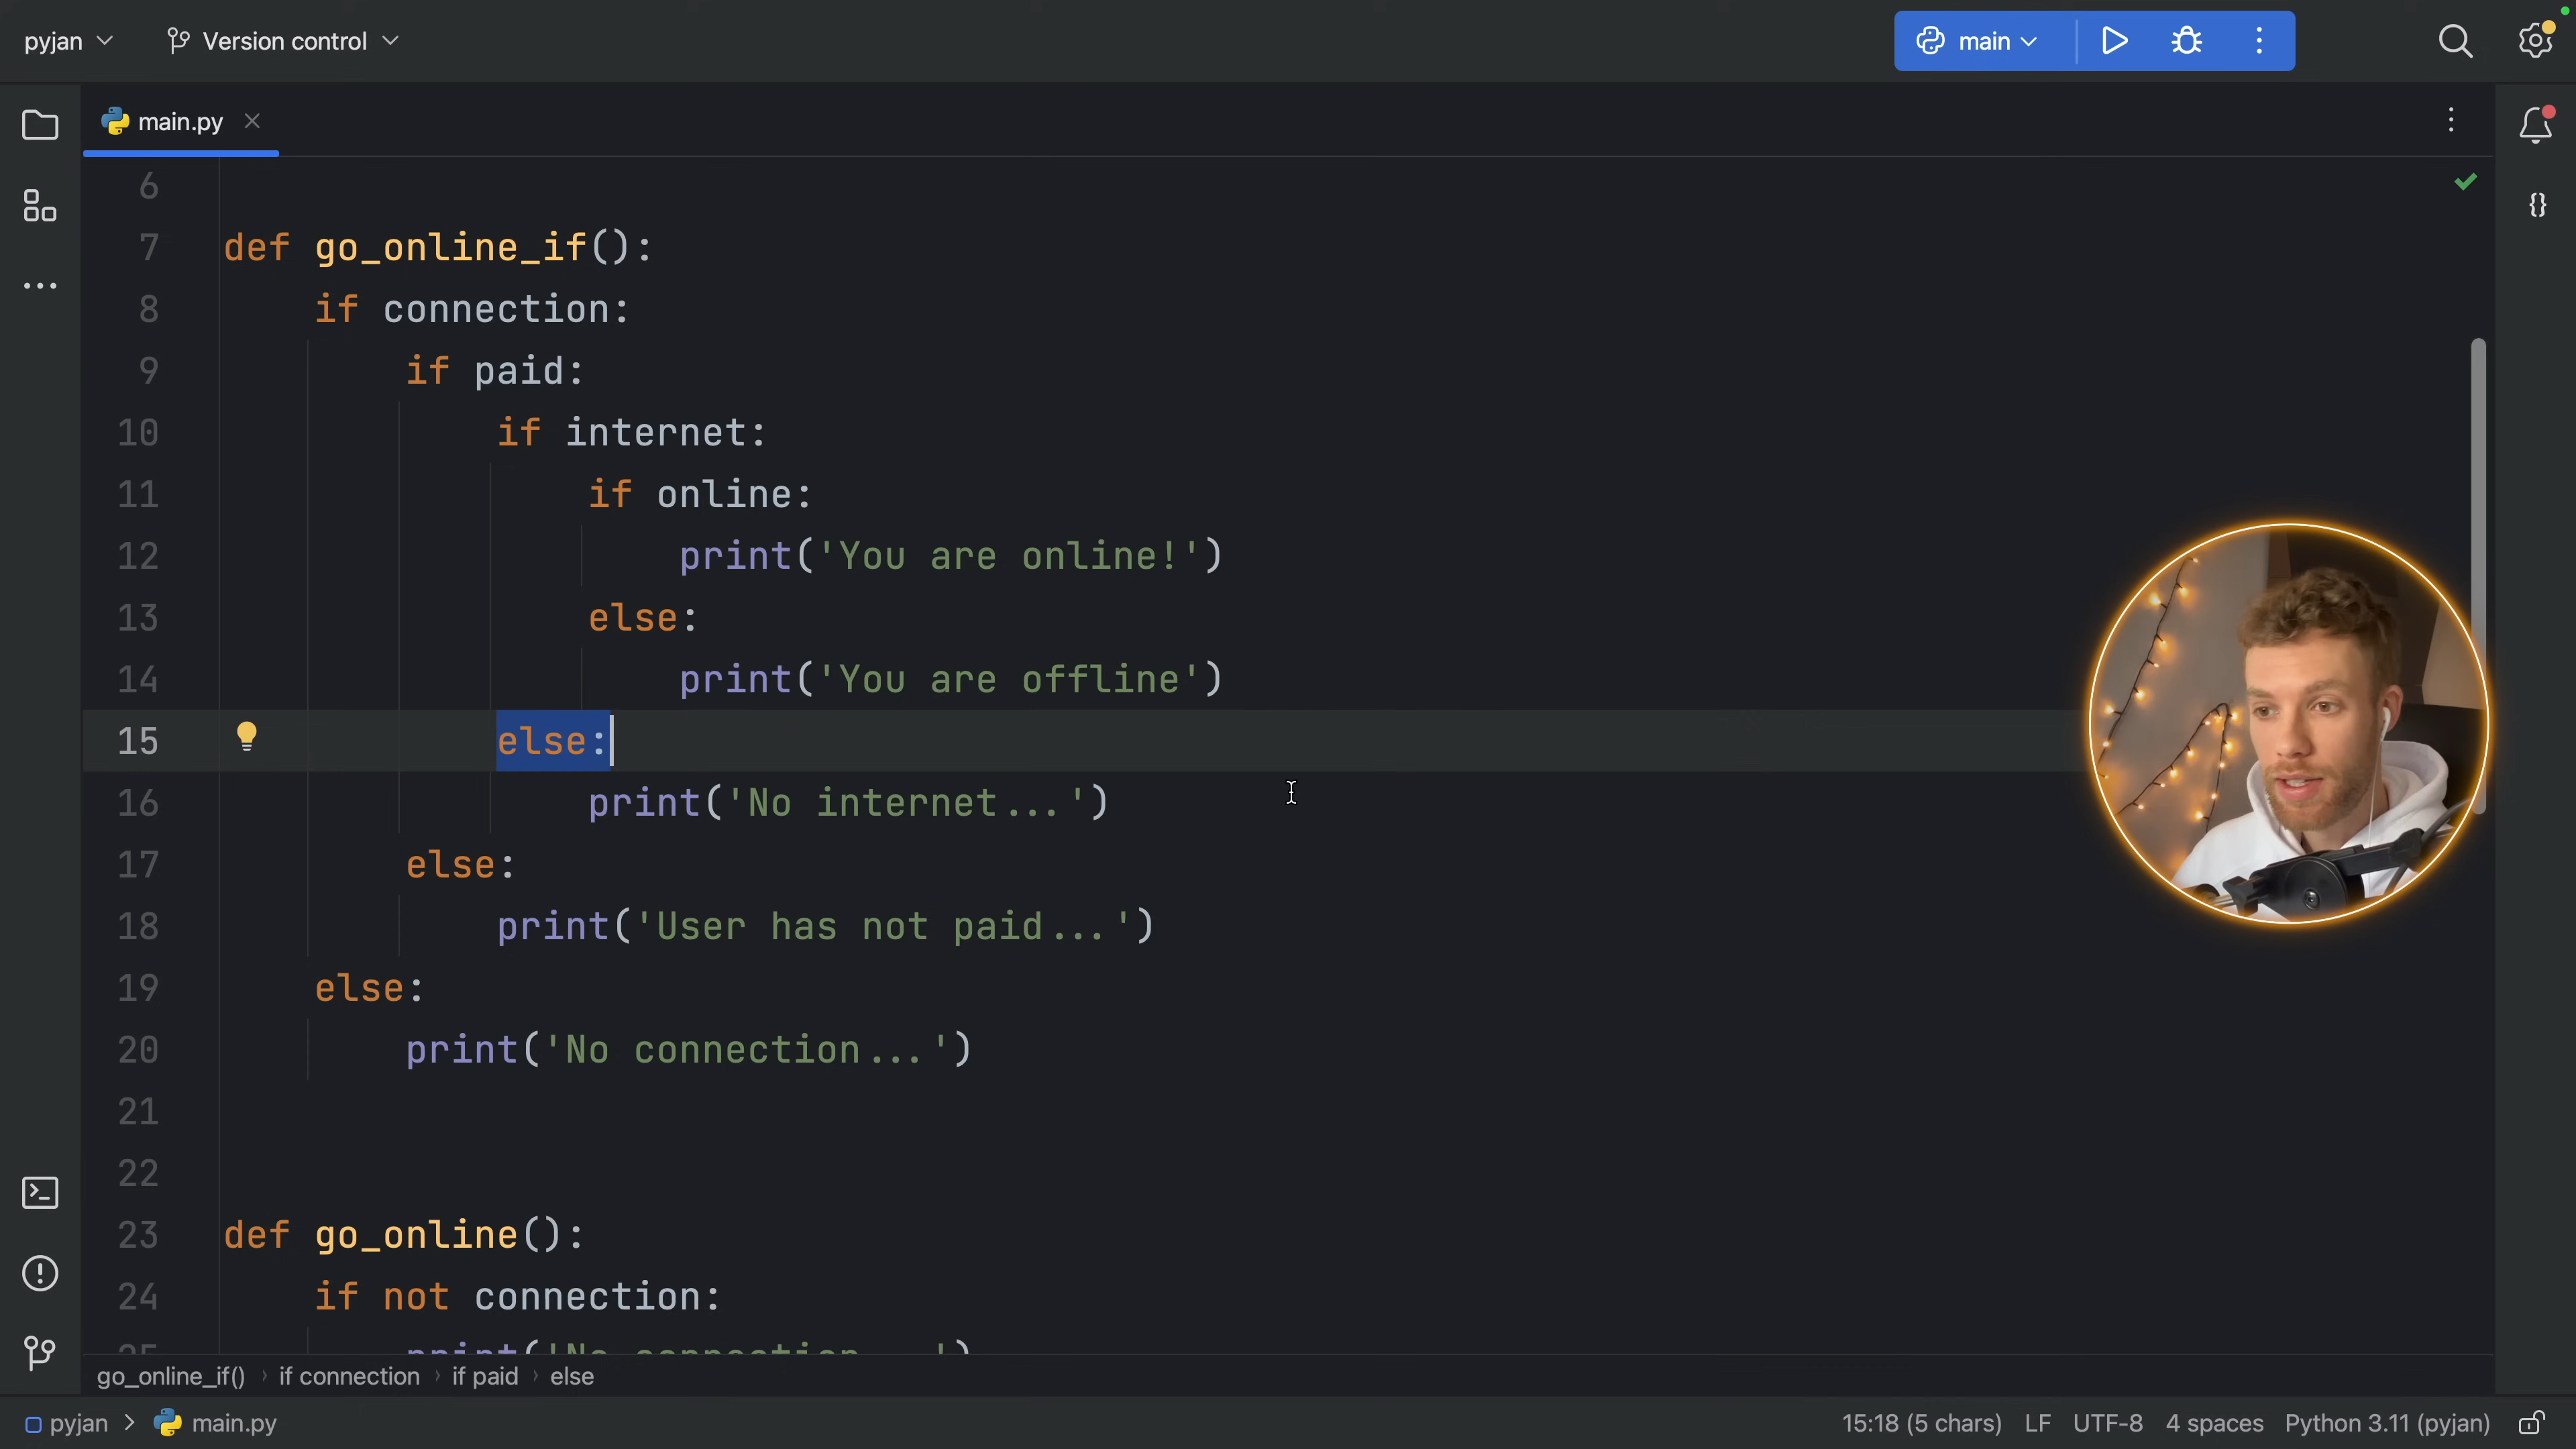 pyjan
Version control
main
main.py
6
7 def go_online_if():
8 if connection:
9 if paid:
10 if internet:
11 if online:
12 print('You are online!')
13 else:
14 print('You are offline')
15 else:
16 print('No internet...')
17 else:
18 print('User has not paid...')
19 else:
20 print('No connection...')
21
22
23 def go_online():
24 if not connection:
25 print('No connection...')
go_online_if() › if connection › if paid › else
pyjan > main.py
15:18 (5 chars) LF UTF-8 4 spaces Python 3.11 (pyjan)